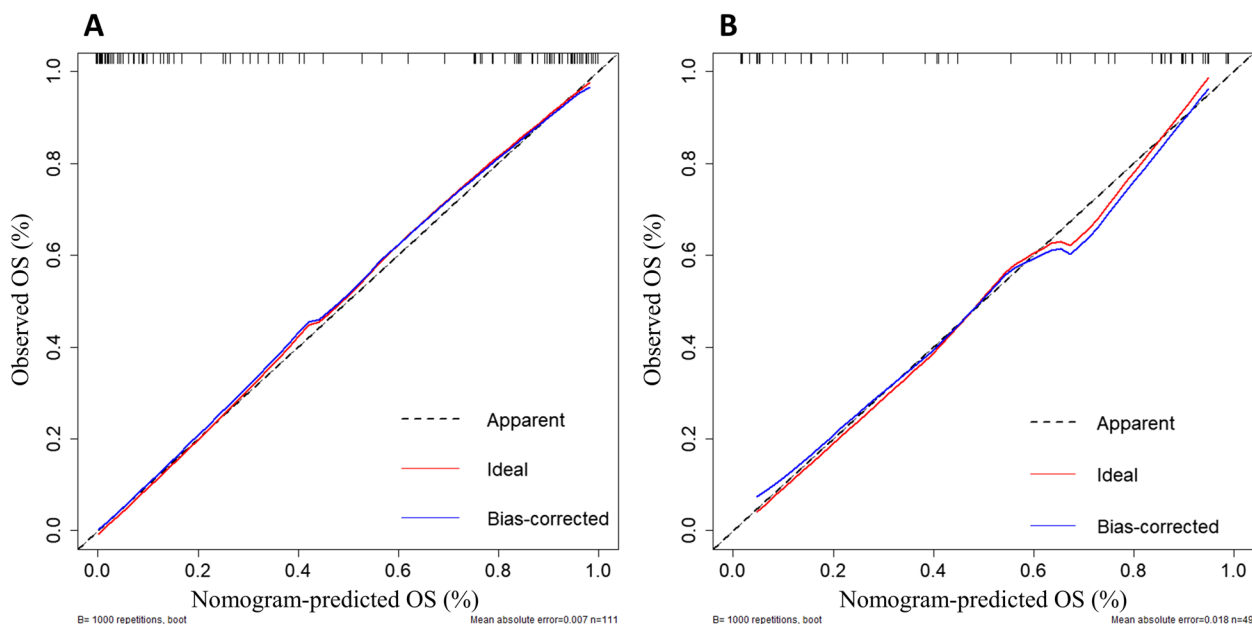 A
Observed OS (%)
1.0
0.8
0.6
0.4
0.2
0.0
Apparent
Ideal
Bias-corrected
0.0 0.2 0.4 0.6 0.8 1.0
Nomogram-predicted OS (%)
B= 1000 repetitions, boot Mean absolute error=0.007 n=111
B
Observed OS (%)
1.0
0.8
0.6
0.4
0.2
0.0
Apparent
Ideal
Bias-corrected
0.0 0.2 0.4 0.6 0.8 1.0
Nomogram-predicted OS (%)
B= 1000 repetitions, boot Mean absolute error=0.018 n=49